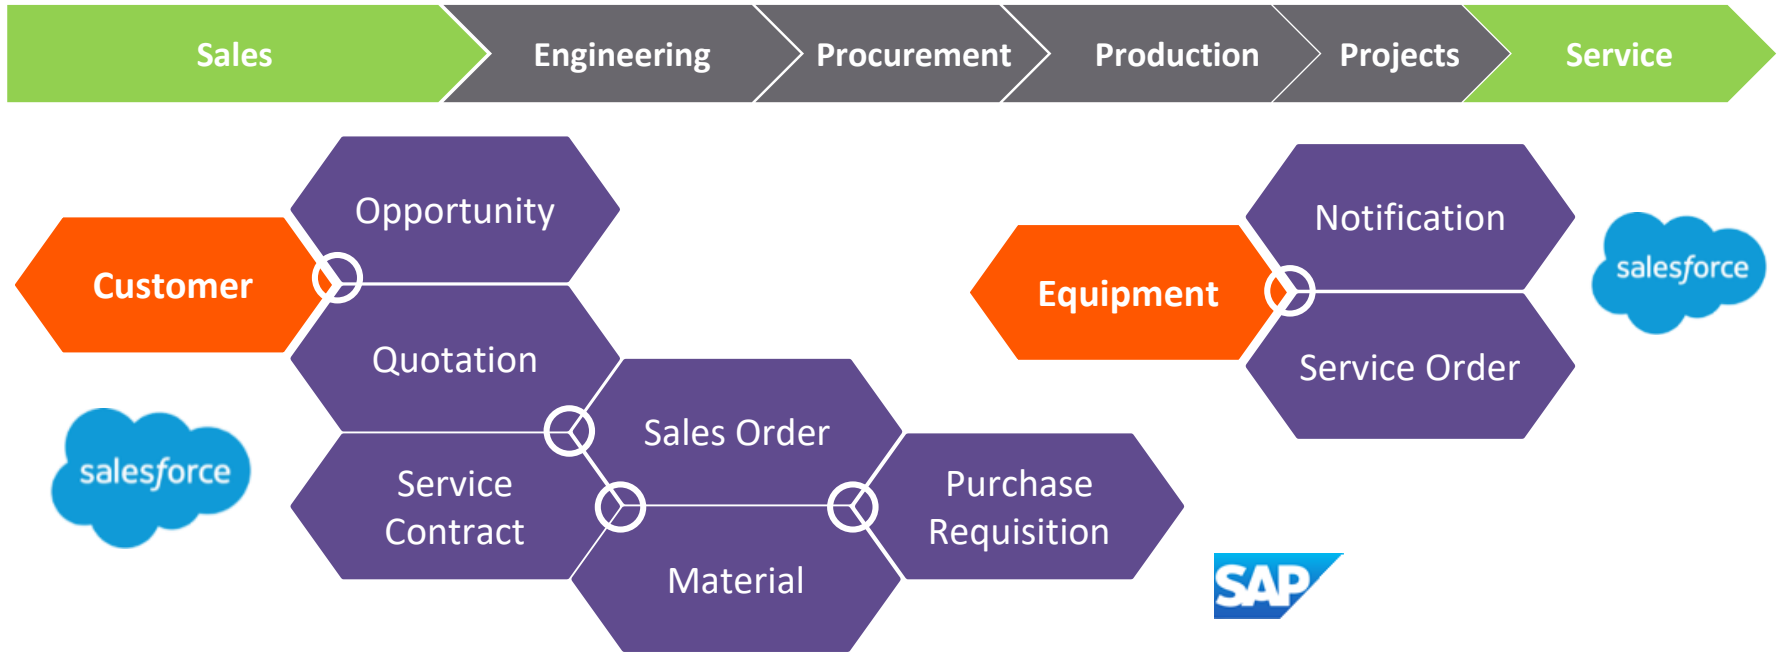 Sales
Engineering
Procurement
Production
Projects
Service
Opportunity
Customer
Quotation
Service
Contract
Sales Order
Material
Purchase
Requisition
Notification
Equipment
Service Order
salesforce
salesforce
SAP